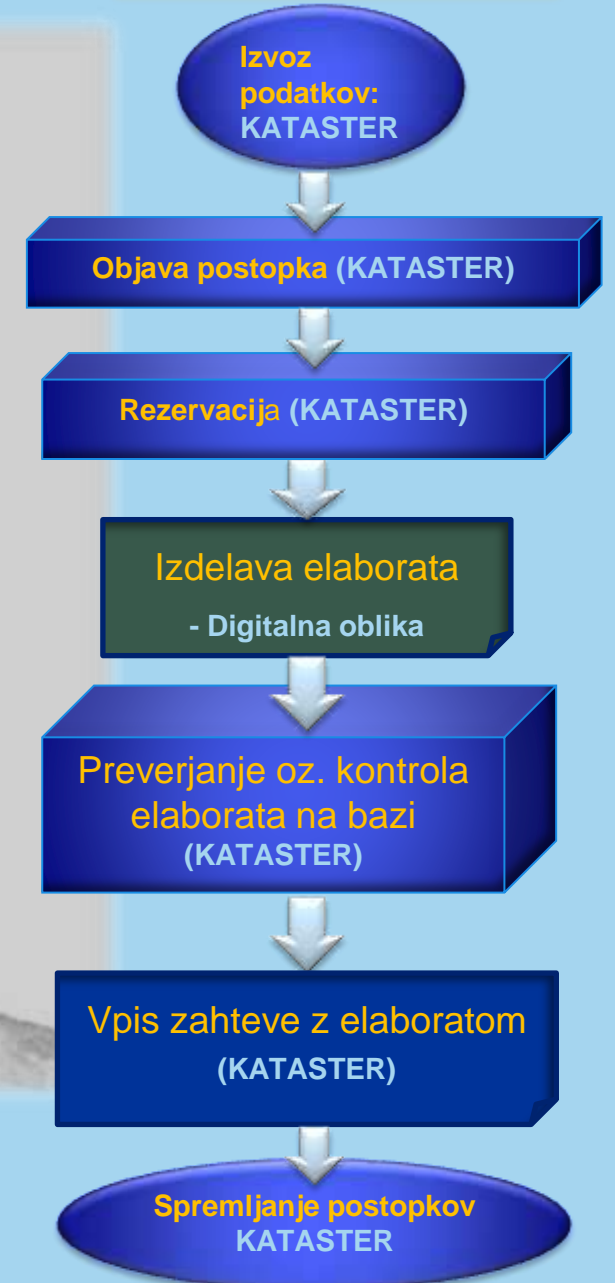 Izvoz
podatkov:
KATASTER
Objava postopka (KATASTER)
Rezervacija (KATASTER)
Izdelava elaborata
- Digitalna oblika
Preverjanje oz. kontrola
elaborata na bazi
(KATASTER)
Vpis zahteve z elaboratom
(KATASTER)
Spremljanje postopkov
KATASTER